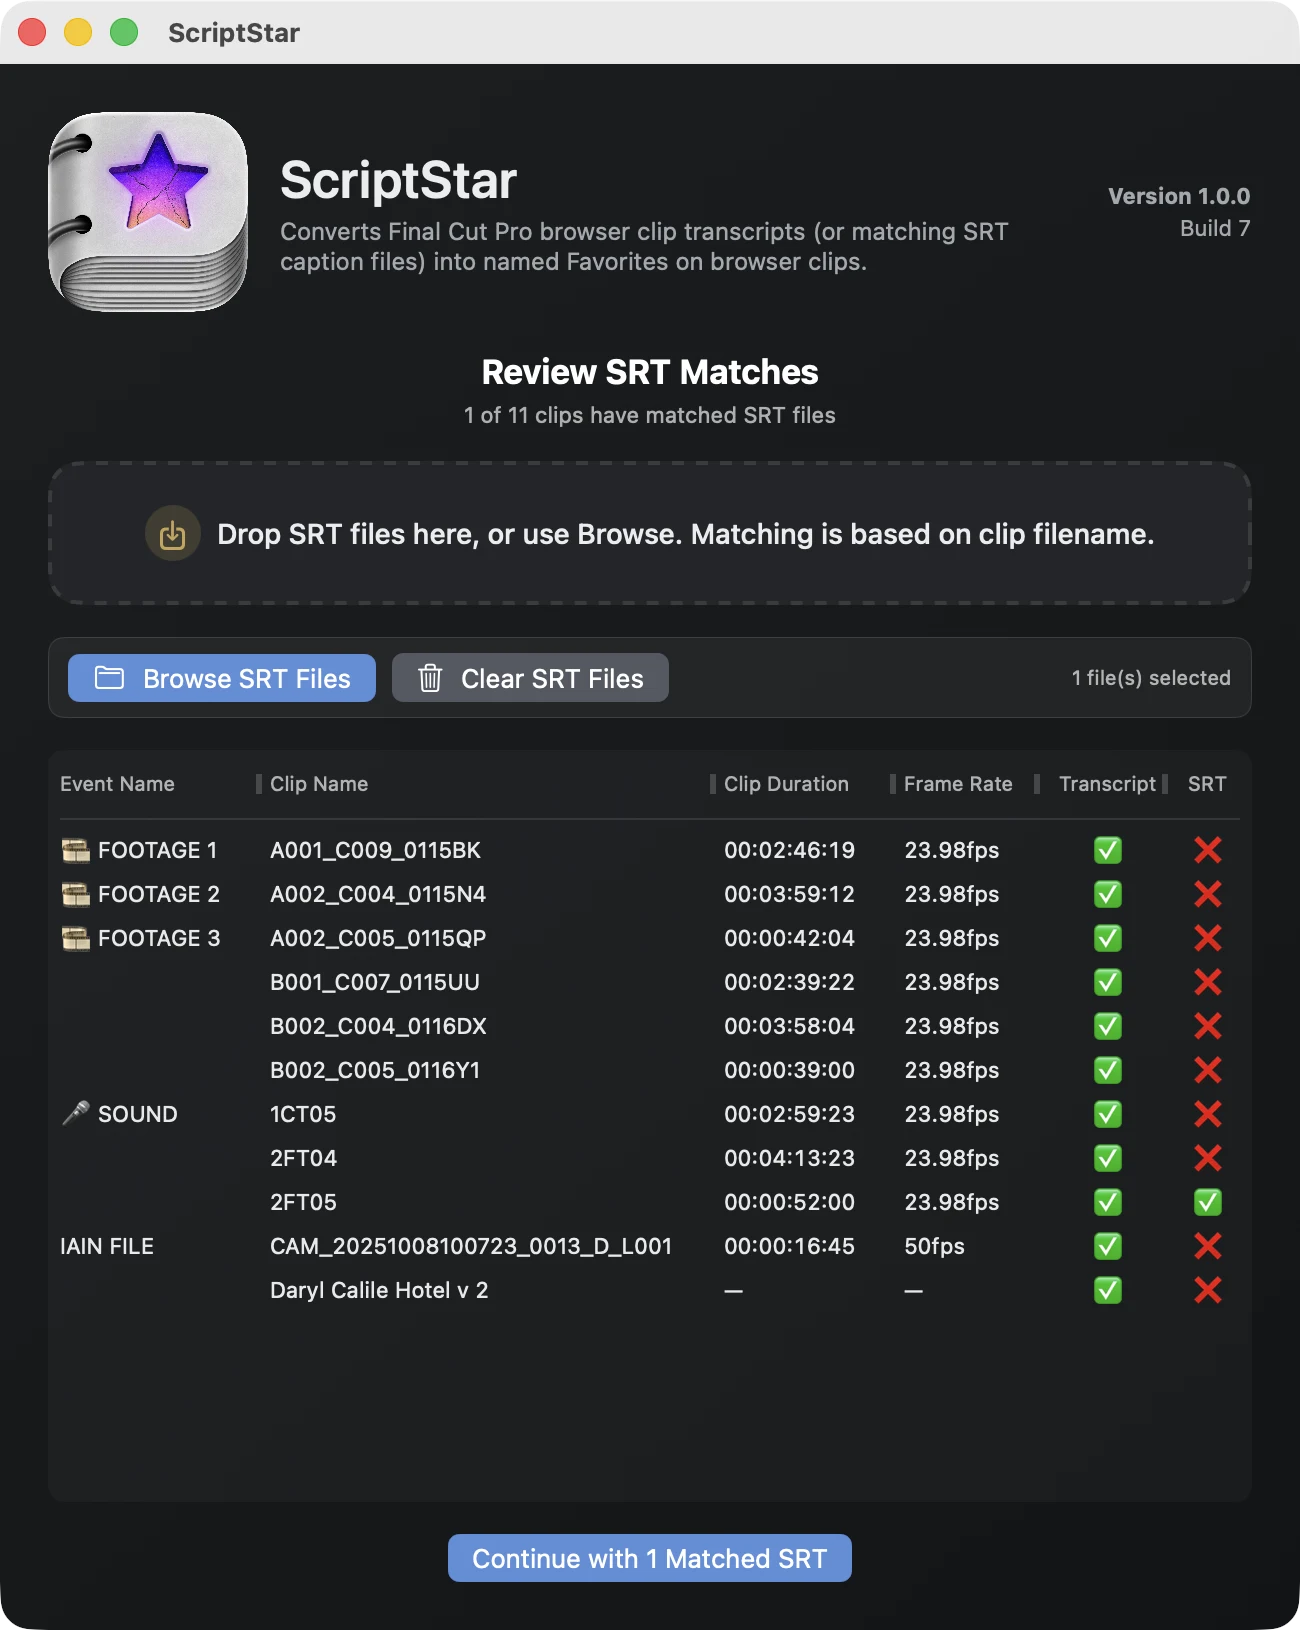 ScriptStar
ScriptStar
Converts Final Cut Pro browser clip transcripts (or matching SRT
caption files) into named Favorites on browser clips.
Version 1.0.0
Build 7
Review SRT Matches
1 of 11 clips have matched SRT files
Drop SRT files here, or use Browse. Matching is based on clip filename.
Browse SRT Files Clear SRT Files 1 file(s) selected
Event Name Clip Name Clip Duration Frame Rate Transcript SRT
FOOTAGE 1 A001_C009_0115BK 00:02:46:19 23.98fps ✅ ❌
FOOTAGE 2 A002_C004_0115N4 00:03:59:12 23.98fps ✅ ❌
FOOTAGE 3 A002_C005_0115QP 00:00:42:04 23.98fps ✅ ❌
B001_C007_0115UU 00:02:39:22 23.98fps ✅ ❌
B002_C004_0116DX 00:03:58:04 23.98fps ✅ ❌
B002_C005_0116Y1 00:00:39:00 23.98fps ✅ ❌
🎤 SOUND 1CT05 00:02:59:23 23.98fps ✅ ❌
2FT04 00:04:13:23 23.98fps ✅ ❌
2FT05 00:00:52:00 23.98fps ✅ ✅
IAIN FILE CAM_20251008100723_0013_D_L001 00:00:16:45 50fps ✅ ❌
Daryl Calile Hotel v 2 — — ✅ ❌
Continue with 1 Matched SRT